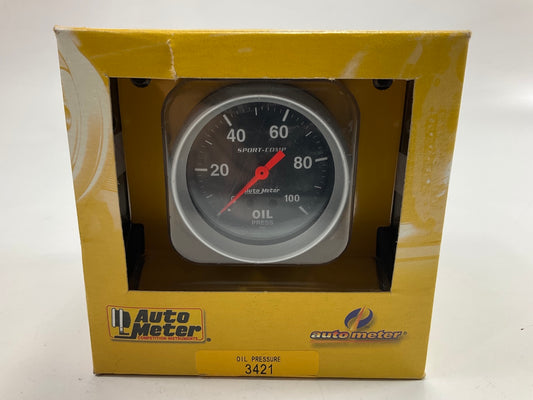 40 60
SPORT-COMP
20 80
Auto Meter
0 100
OIL
PRESS
Auto
Meter
COMPETITION INSTRUMENTS
auto meter
OIL PRESSURE
3421